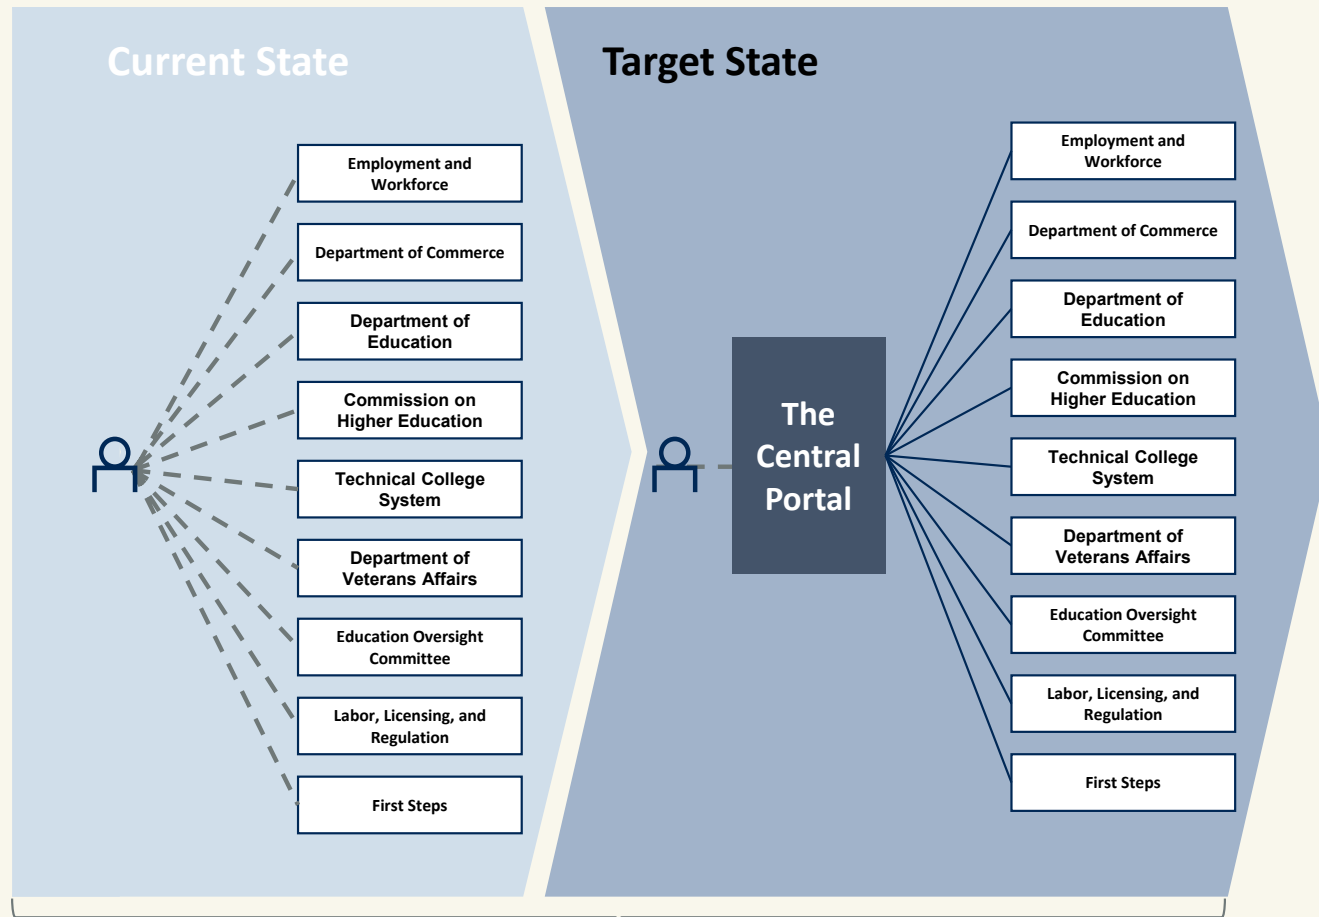 Current State
Employment and
Workforce
Department of Commerce
Department of
Education
Commission on
Higher Education
Technical College
System
Department of
Veterans Affairs
Education Oversight
Committee
Labor, Licensing, and
Regulation
First Steps
Target State
The
Central
Portal
Employment and
Workforce
Department of Commerce
Department of
Education
Commission on
Higher Education
Technical College
System
Department of
Veterans Affairs
Education Oversight
Committee
Labor, Licensing, and
Regulation
First Steps